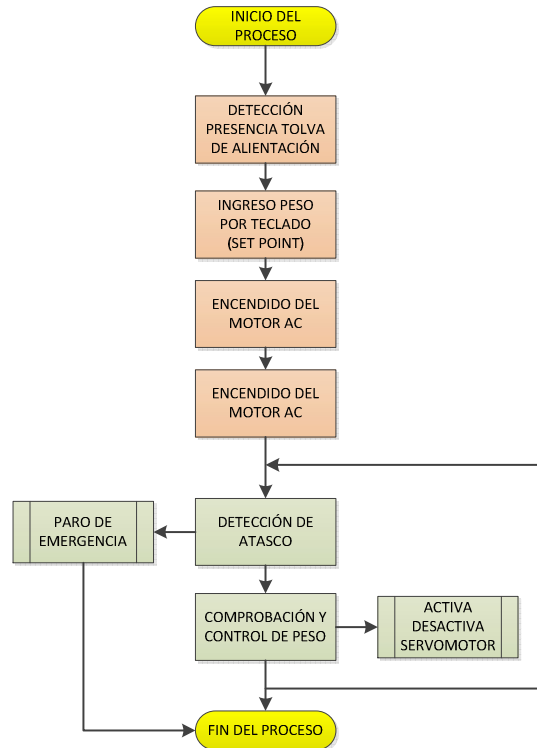 INICIO DEL
PROCESO
DETECCIÓN
PRESENCIA TOLVA
DE ALIENTACIÓN
INGRESO PESO
POR TECLADO
(SET POINT)
ENCENDIDO DEL
MOTOR AC
ENCENDIDO DEL
MOTOR AC
PARO DE
EMERGENCIA
DETECCIÓN DE
ATASCO
COMPROBACIÓN Y
CONTROL DE PESO
ACTIVA
DESACTIVA
SERVOMOTOR
FIN DEL PROCESO